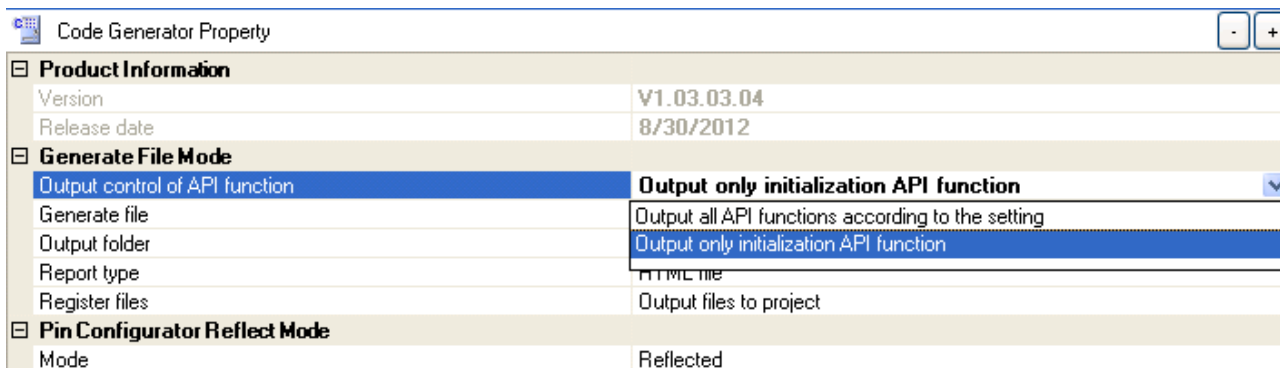 Code Generator Property - +
Product Information
Version V1.03.03.04
Release date 8/30/2012
Generate File Mode
Output control of API function Output only initialization API function
Generate file Output all API functions according to the setting
Output folder Output only initialization API function
Report type HTML file
Register files Output files to project
Pin Configurator Reflect Mode
Mode Reflected